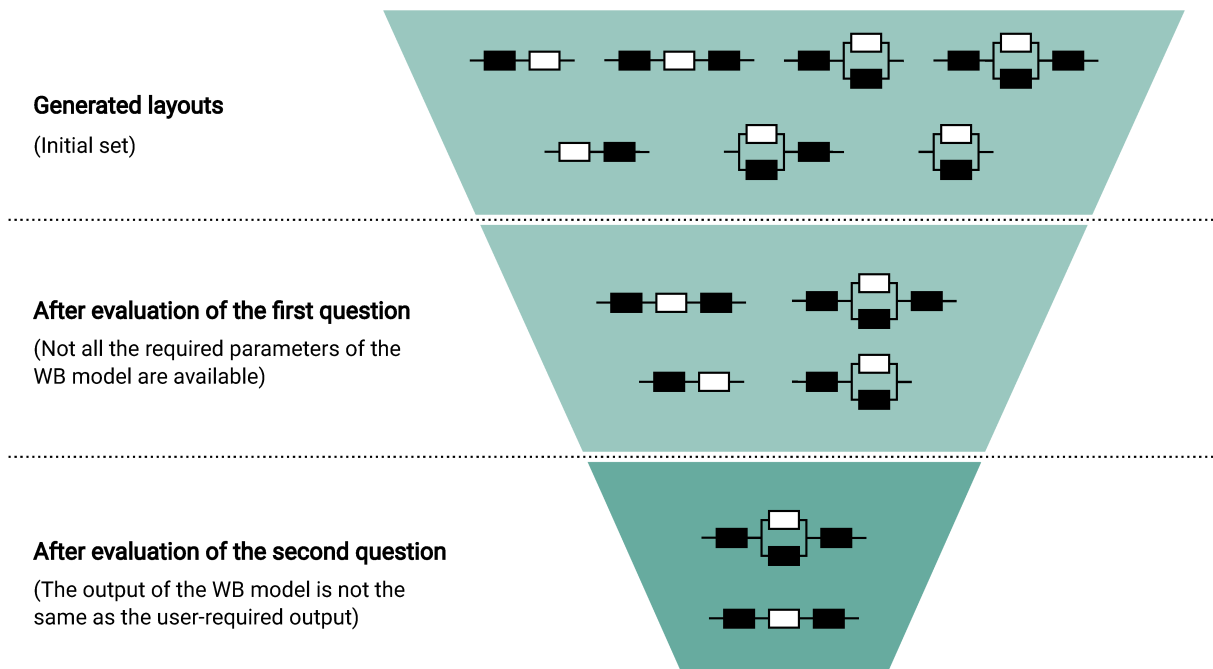 Generated layouts
(Initial set)
After evaluation of the first question
(Not all the required parameters of the
WB model are available)
After evaluation of the second question
(The output of the WB model is not the
same as the user-required output)